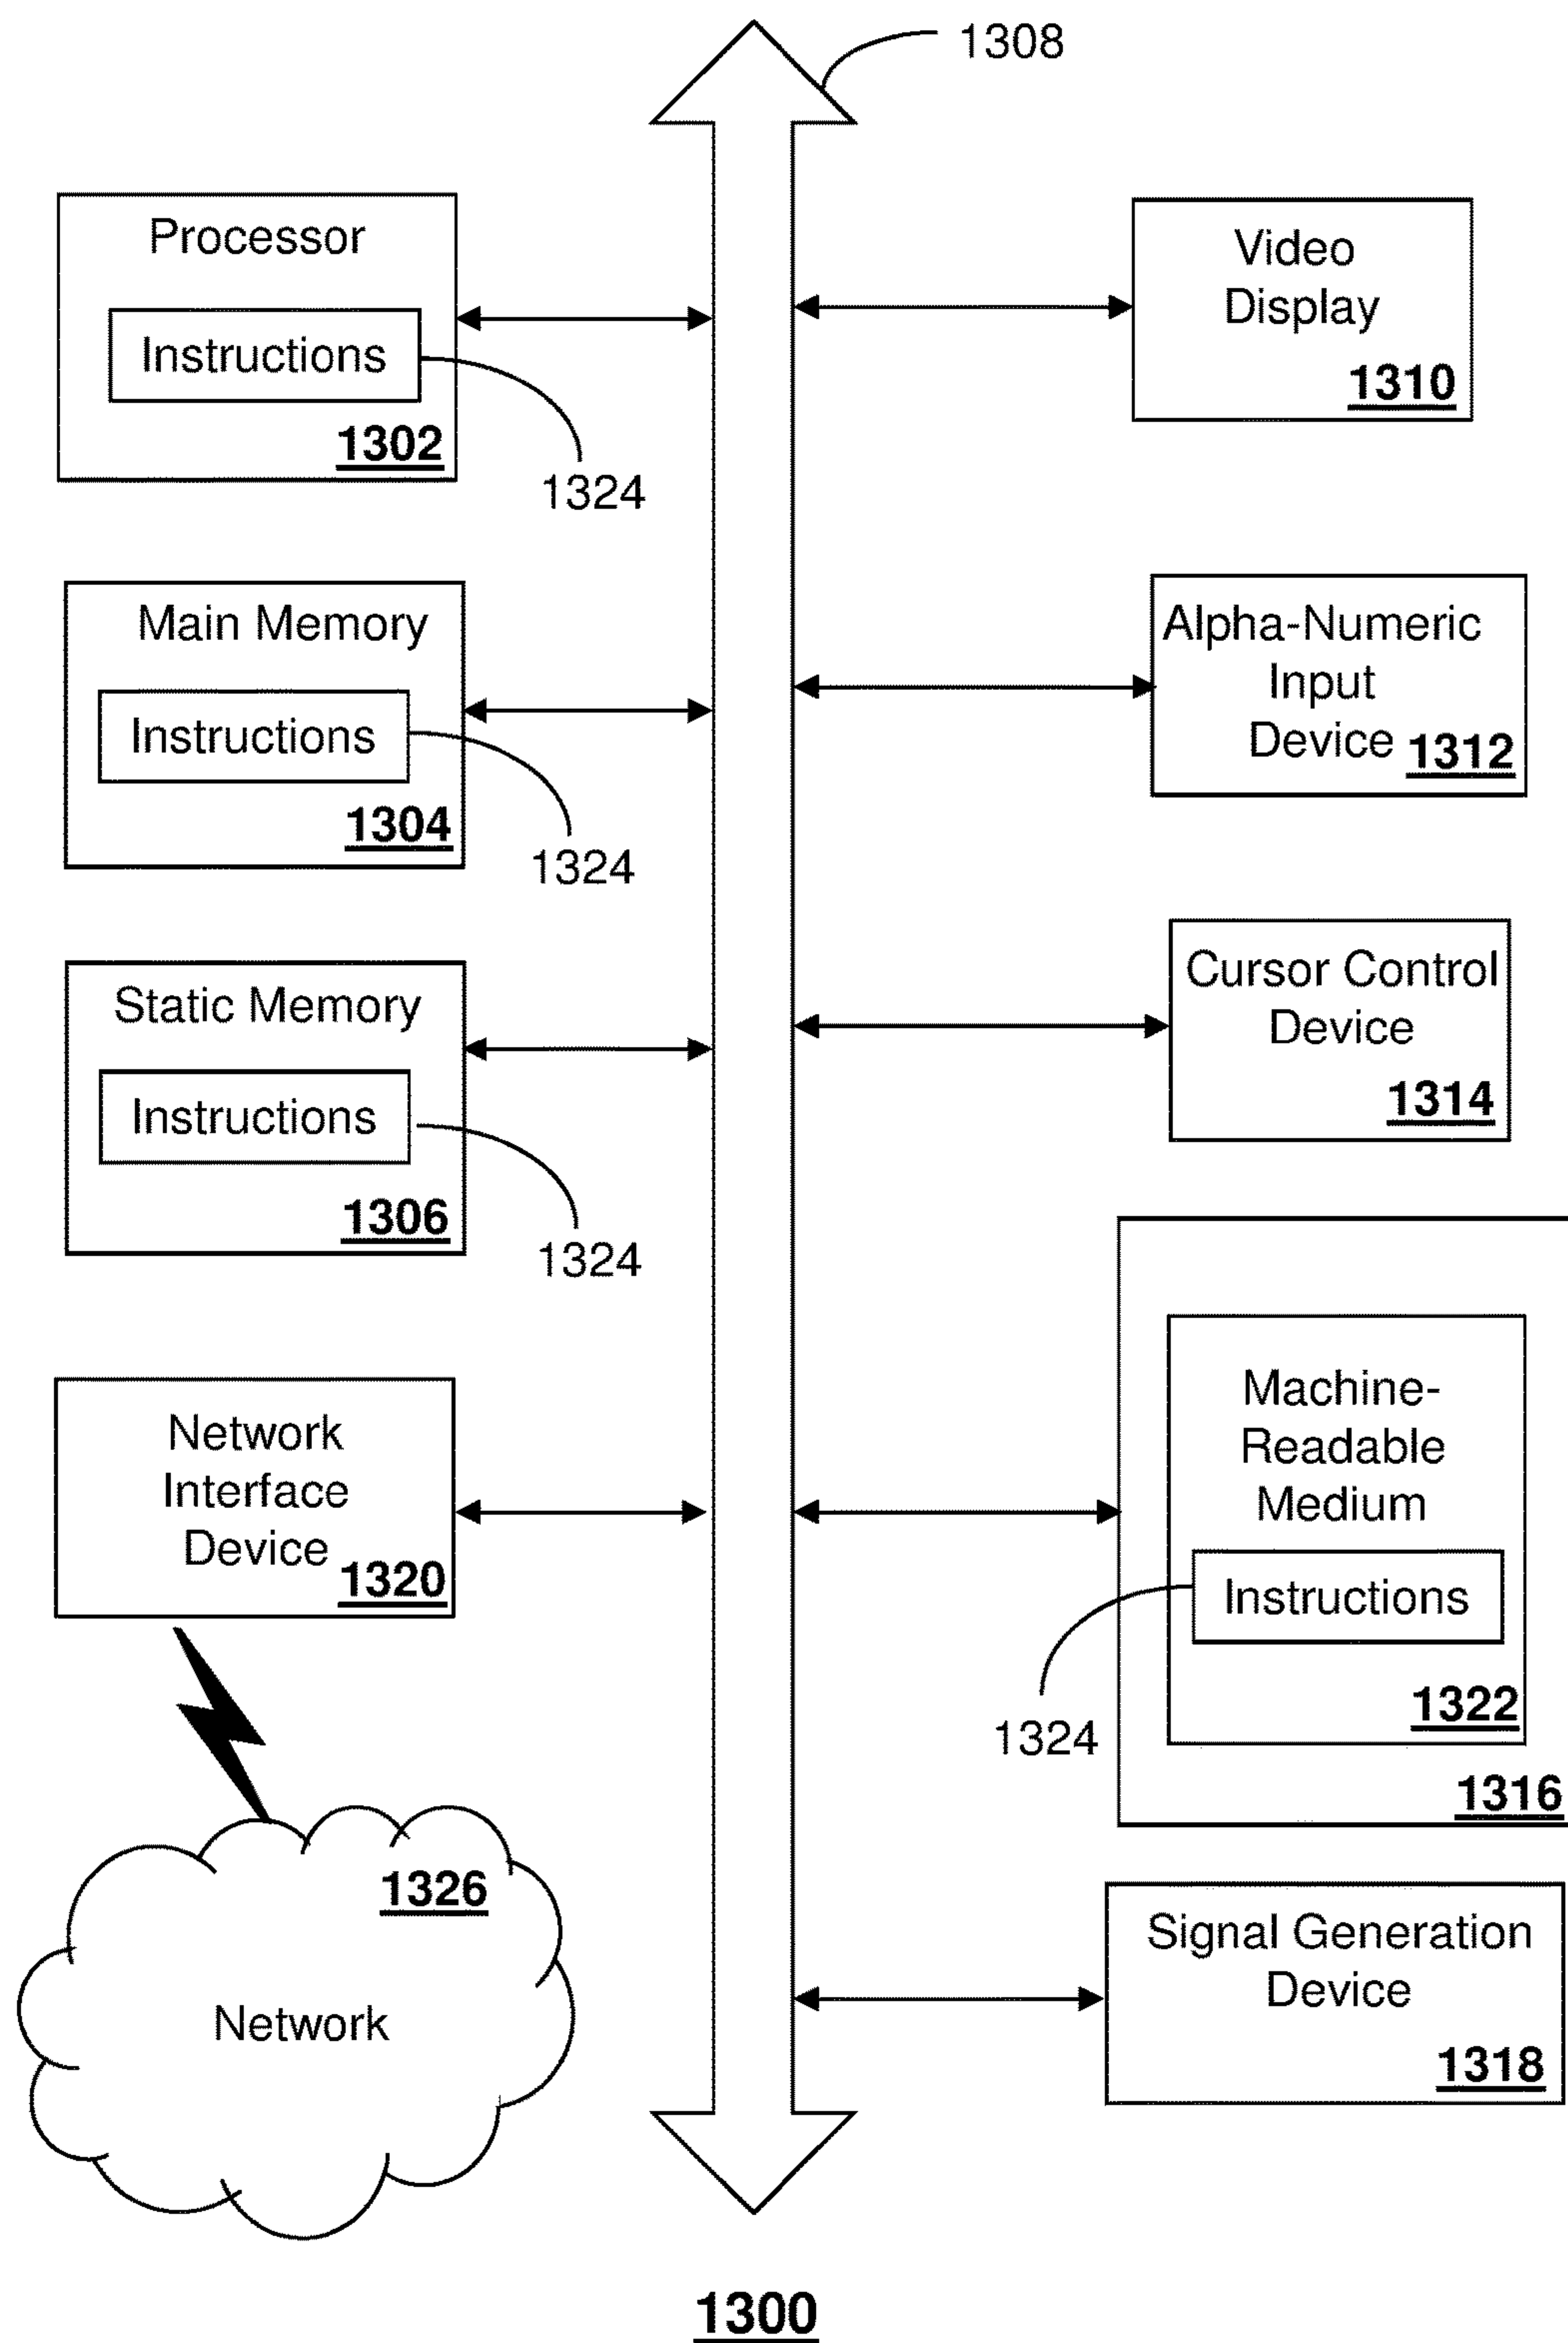 1308
Processor
Instructions
1302
1324
Main Memory
Instructions
1304
1324
Static Memory
Instructions
1306
1324
Network
Interface
Device
1320
1326
Network
Video
Display
1310
Alpha-Numeric
Input
Device 1312
Cursor Control
Device
1314
Machine-
Readable
Medium
Instructions
1322
1324
1316
Signal Generation
Device
1318
1300